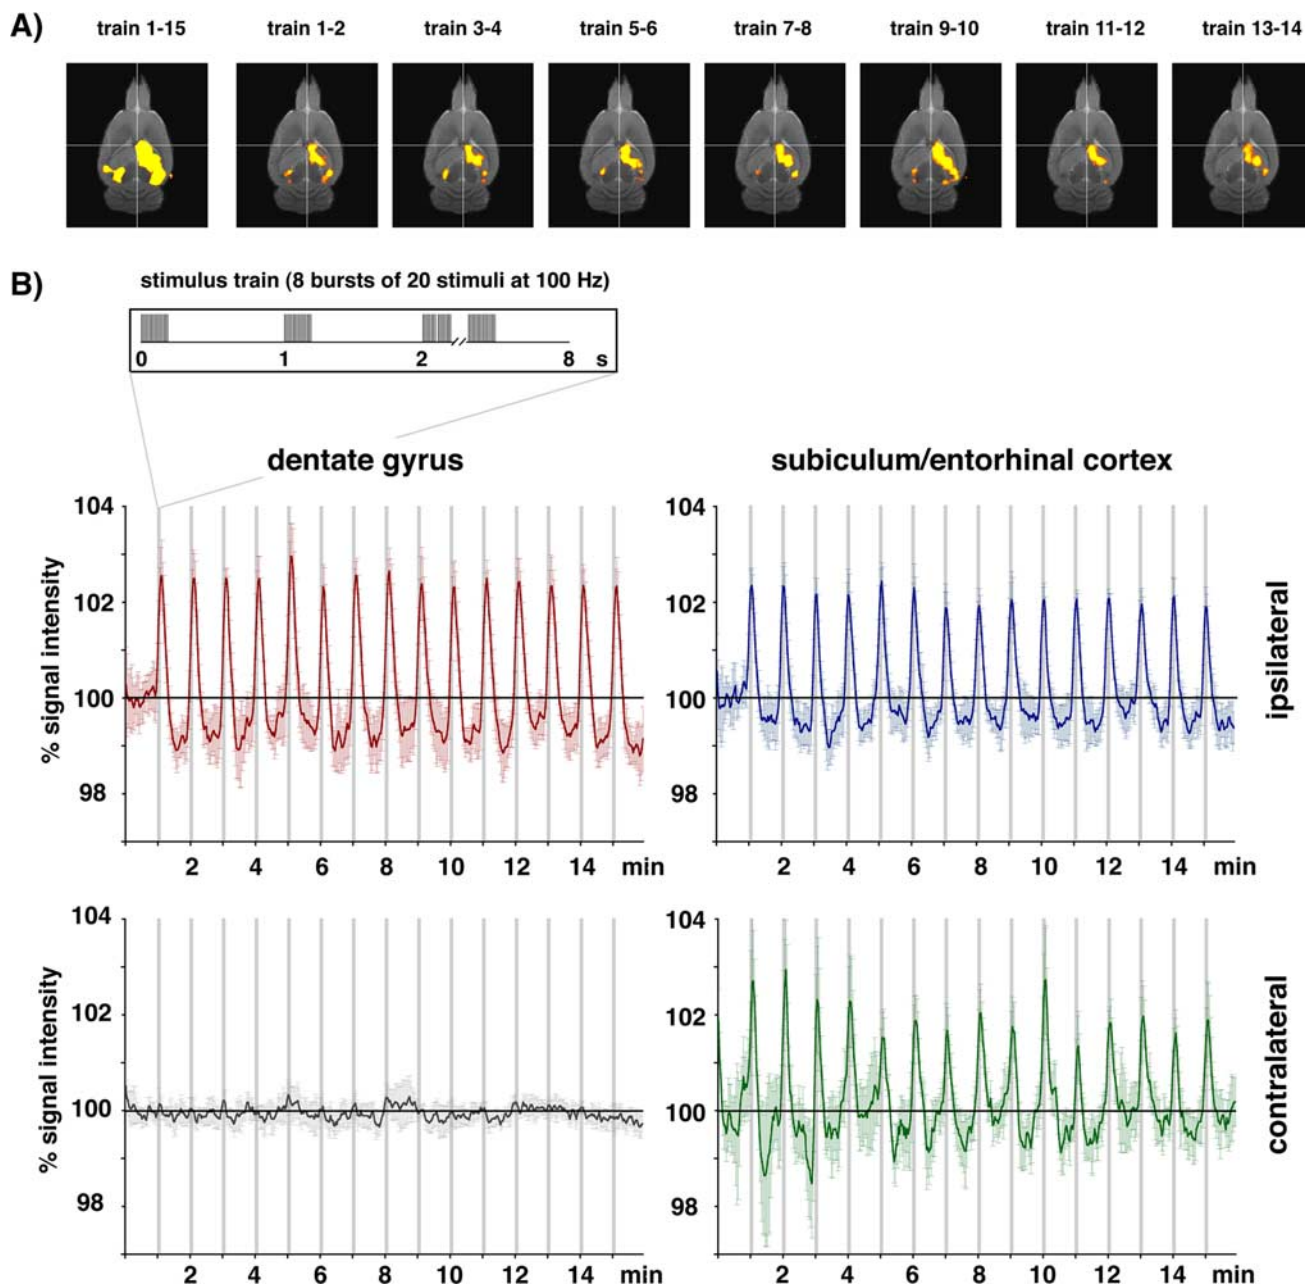 A)
train 1-15 train 1-2 train 3-4 train 5-6 train 7-8 train 9-10 train 11-12 train 13-14
B)
stimulus train (8 bursts of 20 stimuli at 100 Hz)
0 1 2 8 s
dentate gyrus
subiculum/entorhinal cortex
% signal intensity
104
102
100
98
2 4 6 8 10 12 14 min
104
102
100
98
2 4 6 8 10 12 14 min
ipsilateral
% signal intensity
104
102
100
98
2 4 6 8 10 12 14 min
104
102
100
98
2 4 6 8 10 12 14 min
contralateral